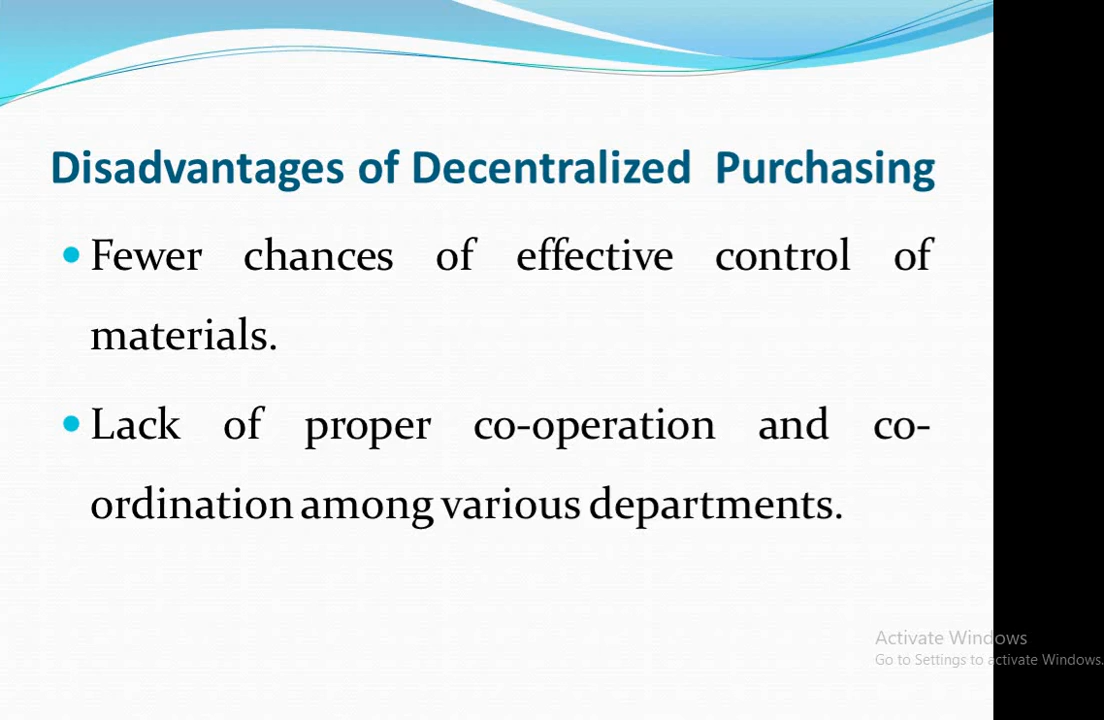 Disadvantages of Decentralized Purchasing
Fewer chances of effective control of
materials.
Lack of proper co-operation and co-
ordination among various departments.
Activate Windows
Go to Settings to activate Windows.